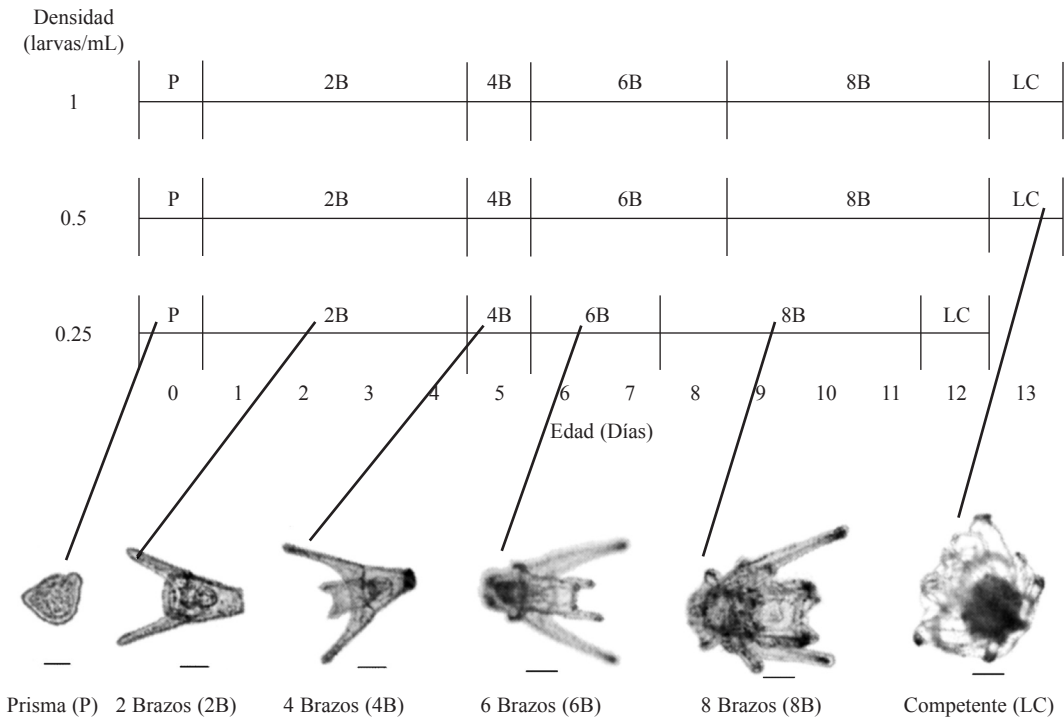 Densidad
(larvas/mL)
P 2B 4B 6B 8B LC
1
P 2B 4B 6B 8B LC
0.5
P 2B 4B 6B 8B LC
0.25
0 1 2 3 4 5 6 7 8 9 10 11 12 13
Edad (Días)
Prisma (P) 2 Brazos (2B) 4 Brazos (4B) 6 Brazos (6B) 8 Brazos (8B) Competente (LC)